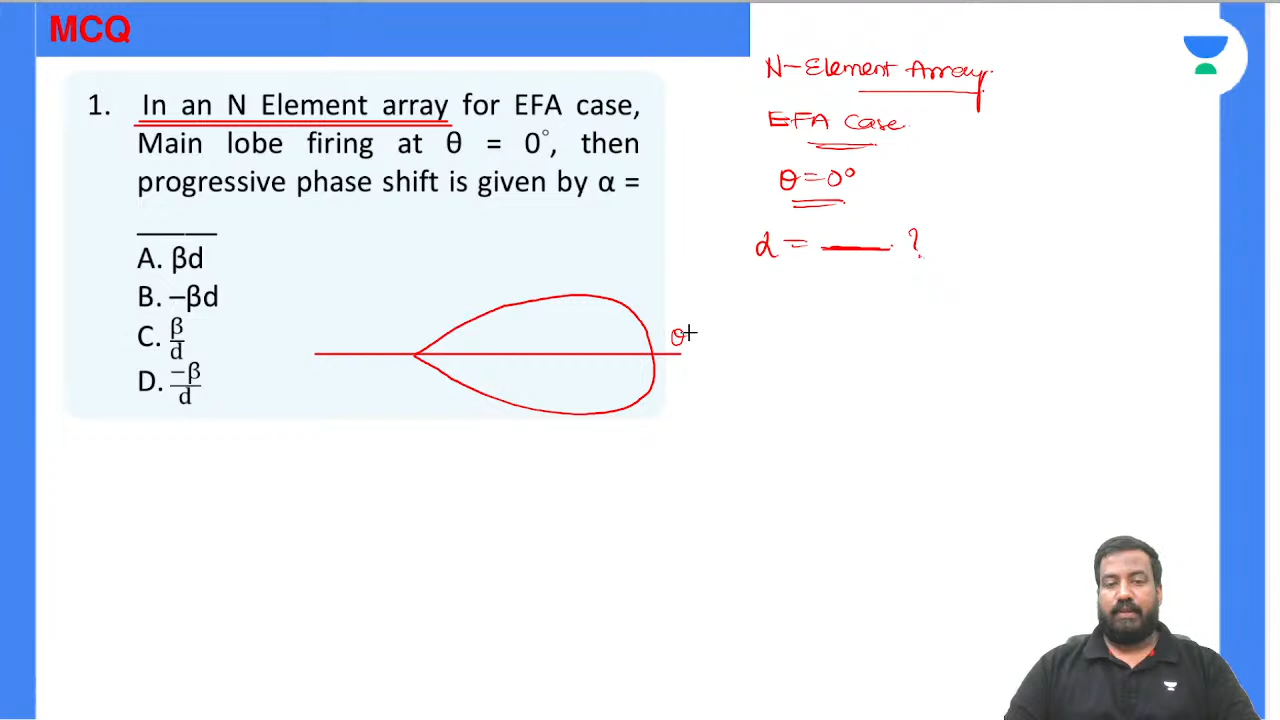 MCQ
1. In an N Element array for EFA case,
Main lobe firing at θ = 0°, then
progressive phase shift is given by α =
______
A. βd
B. –βd
C. β/d
D. –β/d
N-Element Array.
EFA Case
θ=0°
α = ____ ?
θ